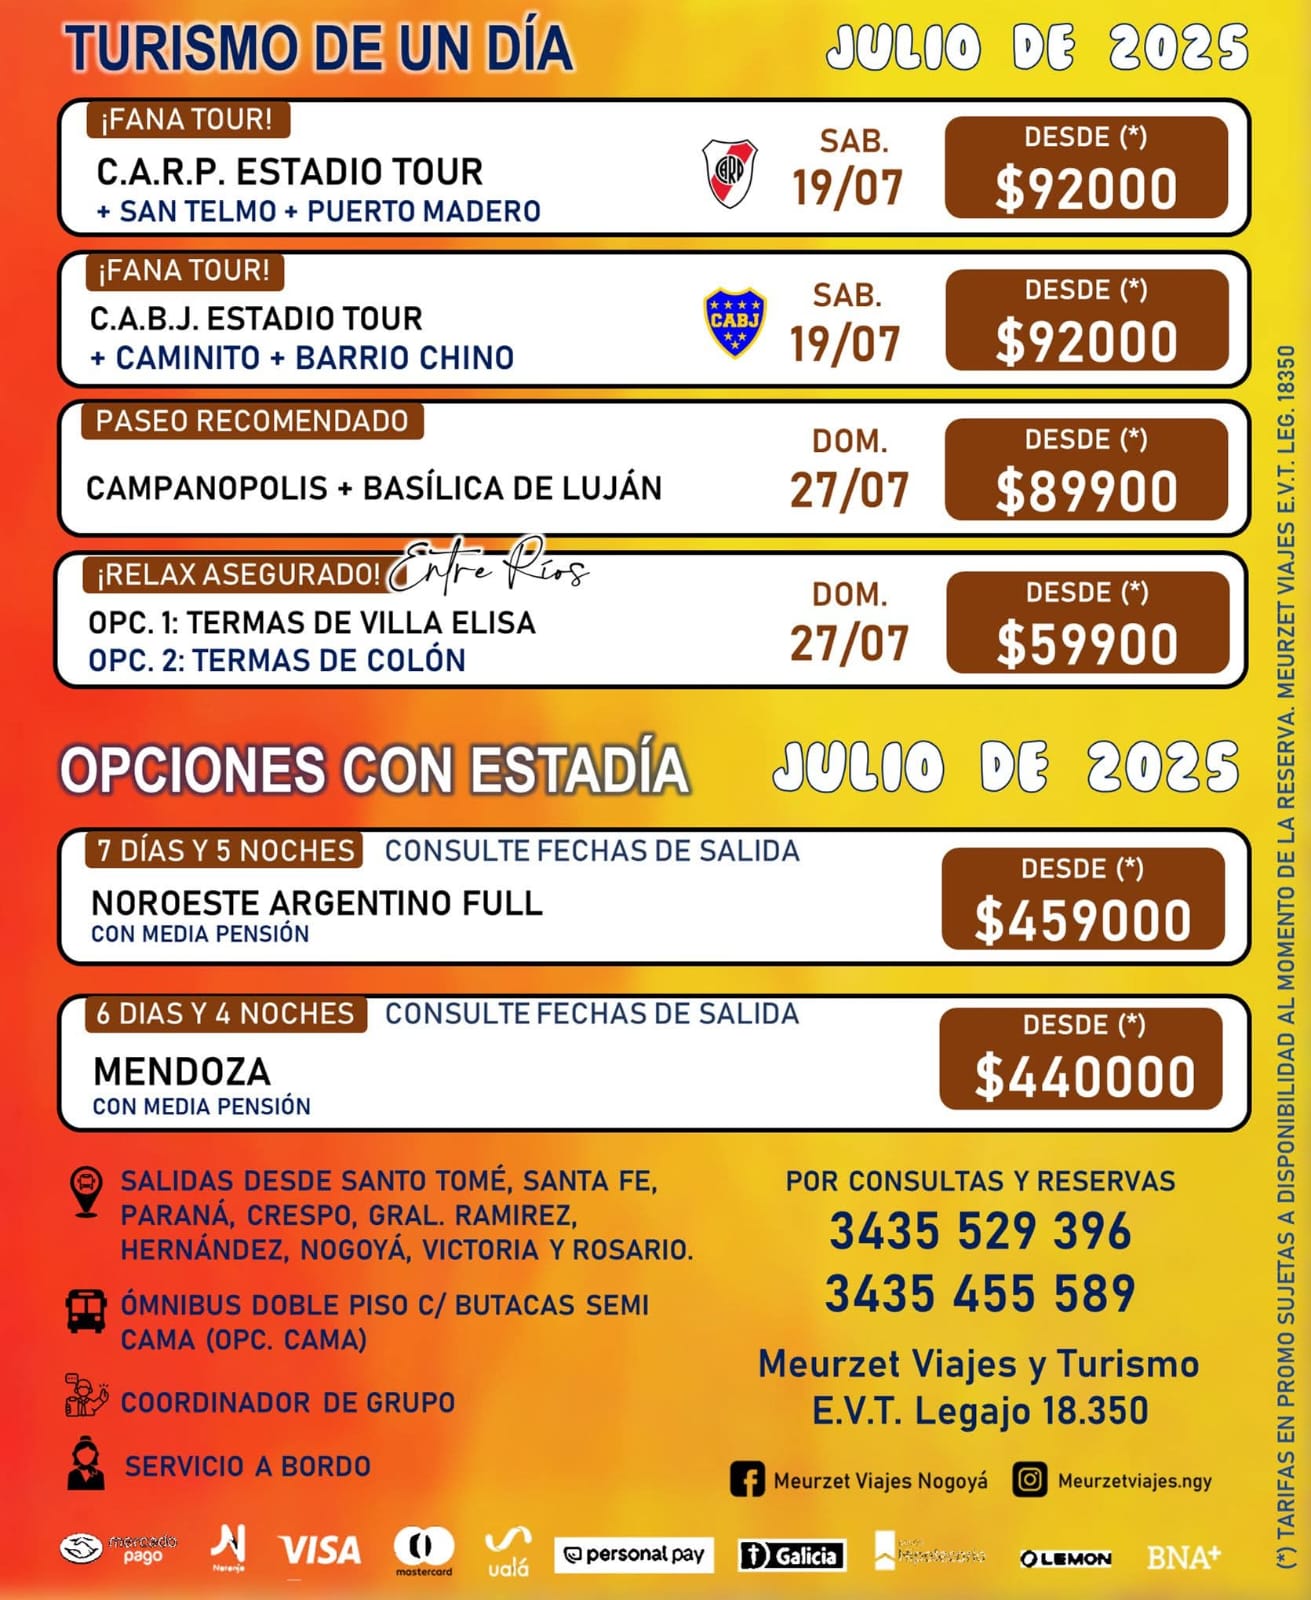 TURISMO DE UN DÍA
JULIO DE 2025
¡FANA TOUR!
C.A.R.P. ESTADIO TOUR
+ SAN TELMO + PUERTO MADERO
CARP
SAB.
19/07
DESDE (*)
$92000
¡FANA TOUR!
C.A.B.J. ESTADIO TOUR
+ CAMINITO + BARRIO CHINO
CABJ
SAB.
19/07
DESDE (*)
$92000
PASEO RECOMENDADO
CAMPANOPOLIS + BASÍLICA DE LUJÁN
DOM.
27/07
DESDE (*)
$89900
¡RELAX ASEGURADO! Entre Ríos
OPC. 1: TERMAS DE VILLA ELISA
OPC. 2: TERMAS DE COLÓN
DOM.
27/07
DESDE (*)
$59900
OPCIONES CON ESTADÍA
JULIO DE 2025
7 DÍAS Y 5 NOCHES CONSULTE FECHAS DE SALIDA
NOROESTE ARGENTINO FULL
CON MEDIA PENSIÓN
DESDE (*)
$459000
6 DIAS Y 4 NOCHES CONSULTE FECHAS DE SALIDA
MENDOZA
CON MEDIA PENSIÓN
DESDE (*)
$440000
SALIDAS DESDE SANTO TOMÉ, SANTA FE,
PARANÁ, CRESPO, GRAL. RAMIREZ,
HERNÁNDEZ, NOGOYÁ, VICTORIA Y ROSARIO.
ÓMNIBUS DOBLE PISO C/ BUTACAS SEMI
CAMA (OPC. CAMA)
COORDINADOR DE GRUPO
SERVICIO A BORDO
POR CONSULTAS Y RESERVAS
3435 529 396
3435 455 589
Meurzet Viajes y Turismo
E.V.T. Legajo 18.350
Meurzet Viajes Nogoyá
Meurzetviajes.ngy
mercado
pago
Naranja
VISA
mastercard
ualá
personal pay
Galicia
LEMON
BNA+
(*) TARIFAS EN PROMO SUJETAS A DISPONIBILIDAD AL MOMENTO DE LA RESERVA. MEURZET VIAJES E.V.T. LEG. 18350